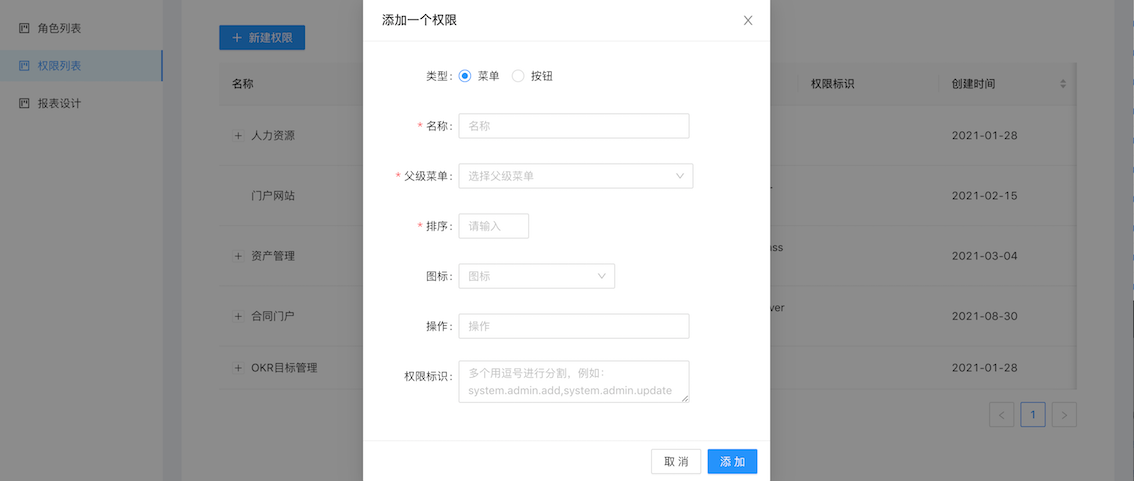 角色列表
权限列表
报表设计
新建权限
名称
权限标识
创建时间
人力资源
2021-01-28
门户网站
2021-02-15
资产管理
2021-03-04
合同门户
2021-08-30
OKR目标管理
2021-01-28
1
添加一个权限
类型:
菜单
按钮
* 名称:
名称
* 父级菜单:
选择父级菜单
* 排序:
请输入
图标:
图标
操作:
操作
权限标识:
多个用逗号进行分割，例如：
system.admin.add,system.admin.update
取 消
添 加